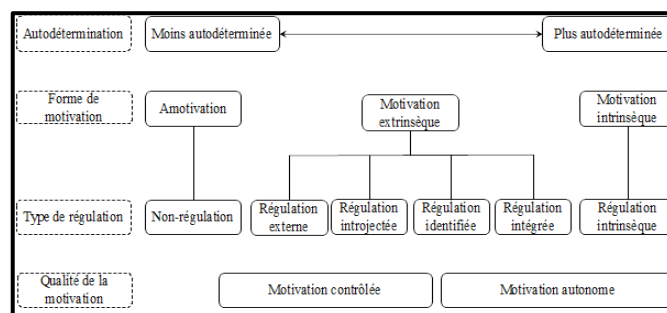 Autodétermination
Moins autodéterminée
Plus autodéterminée
Forme de
motivation
Amotivation
Motivation
extrinsèque
Motivation
intrinsèque
Type de régulation
Non-régulation
Régulation
externe
Régulation
introjectée
Régulation
identifiée
Régulation
intégrée
Régulation
intrinsèque
Qualité de la
motivation
Motivation contrôlée
Motivation autonome